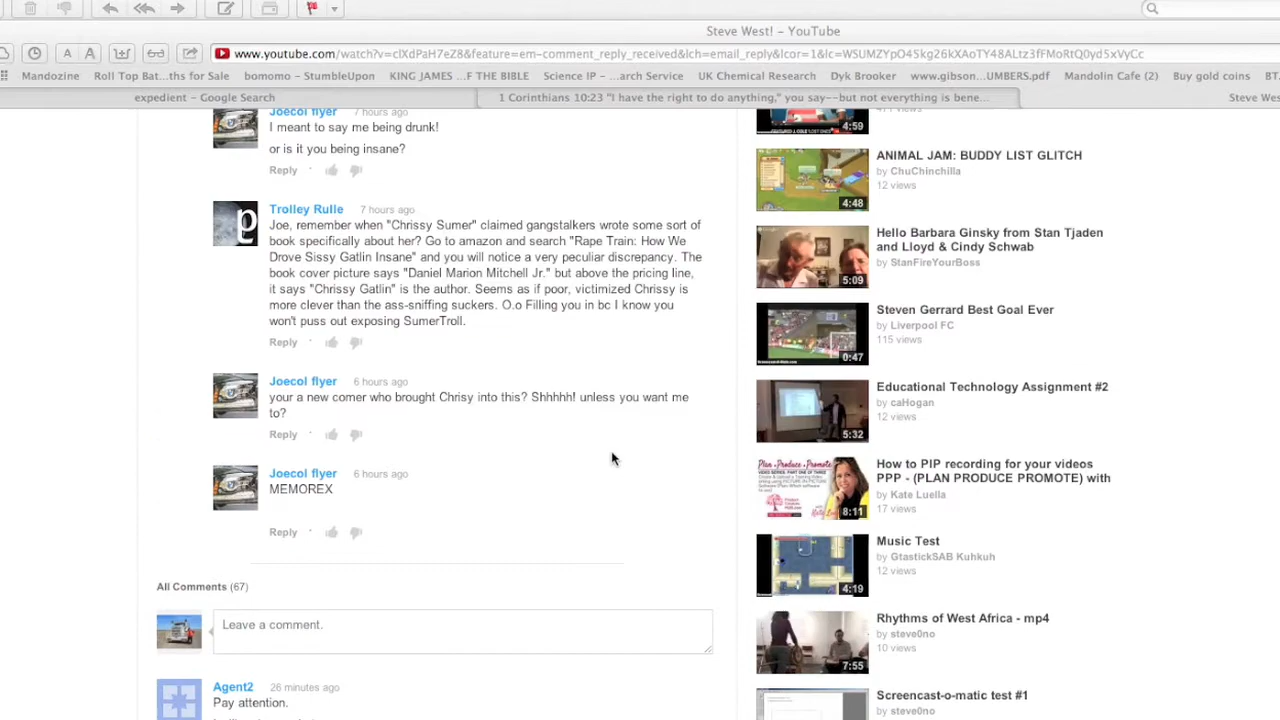 Steve West! – YouTube
www.youtube.com/watch?v=clXdPaH7eZ8&feature=em-comment_reply_received&lch=email_reply&lcor=1&lc=WSUMZYpO4Skg26kXAoTY48ALtz3fFMoRtQ0yd5xVyCc
Mandozine Roll Top Bat...ths for Sale bomomo – StumbleUpon KING JAMES ...F THE BIBLE Science IP – ...arch Service UK Chemical Research Dyk Brooker www.gibson....UMBERS.pdf Mandolin Cafe (2) Buy gold coins BT.
expedient – Google Search
1 Corinthians 10:23 "I have the right to do anything," you say--but not everything is bene...
Steve Wes
Joecol flyer 7 hours ago
I meant to say me being drunk!
or is it you being insane?
Reply
Trolley Rulle 7 hours ago
Joe, remember when "Chrissy Sumer" claimed gangstalkers wrote some sort of
book specifically about her? Go to amazon and search "Rape Train: How We
Drove Sissy Gatlin Insane" and you will notice a very peculiar discrepancy. The
book cover picture says "Daniel Marion Mitchell Jr." but above the pricing line,
it says "Chrissy Gatlin" is the author. Seems as if poor, victimized Chrissy is
more clever than the ass-sniffing suckers. O.o Filling you in bc I know you
won't puss out exposing SumerTroll.
Reply
Joecol flyer 6 hours ago
your a new comer who brought Chrisy into this? Shhhhh! unless you want me
to?
Reply
Joecol flyer 6 hours ago
MEMOREX
Reply
All Comments (67)
Leave a comment.
Agent2 26 minutes ago
Pay attention.
4:59
ANIMAL JAM: BUDDY LIST GLITCH
by ChuChinchilla
12 views
4:48
Hello Barbara Ginsky from Stan Tjaden
and Lloyd & Cindy Schwab
by StanFireYourBoss
5:09
Steven Gerrard Best Goal Ever
by Liverpool FC
115 views
0:47
Educational Technology Assignment #2
by caHogan
12 views
5:32
How to PIP recording for your videos
PPP - (PLAN PRODUCE PROMOTE) with
by Kate Luella
17 views
Plan • Produce • Promote
8:11
Music Test
by GtastickSAB Kuhkuh
12 views
4:19
Rhythms of West Africa - mp4
by steve0no
10 views
7:55
Screencast-o-matic test #1
by steve0no